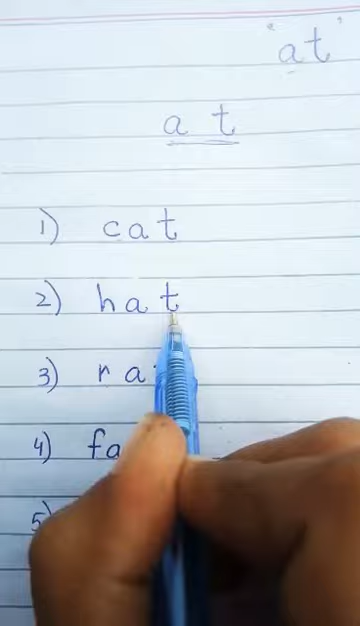 'at'
a t
1) cat
2) hat
3) ra
4) fa
5)